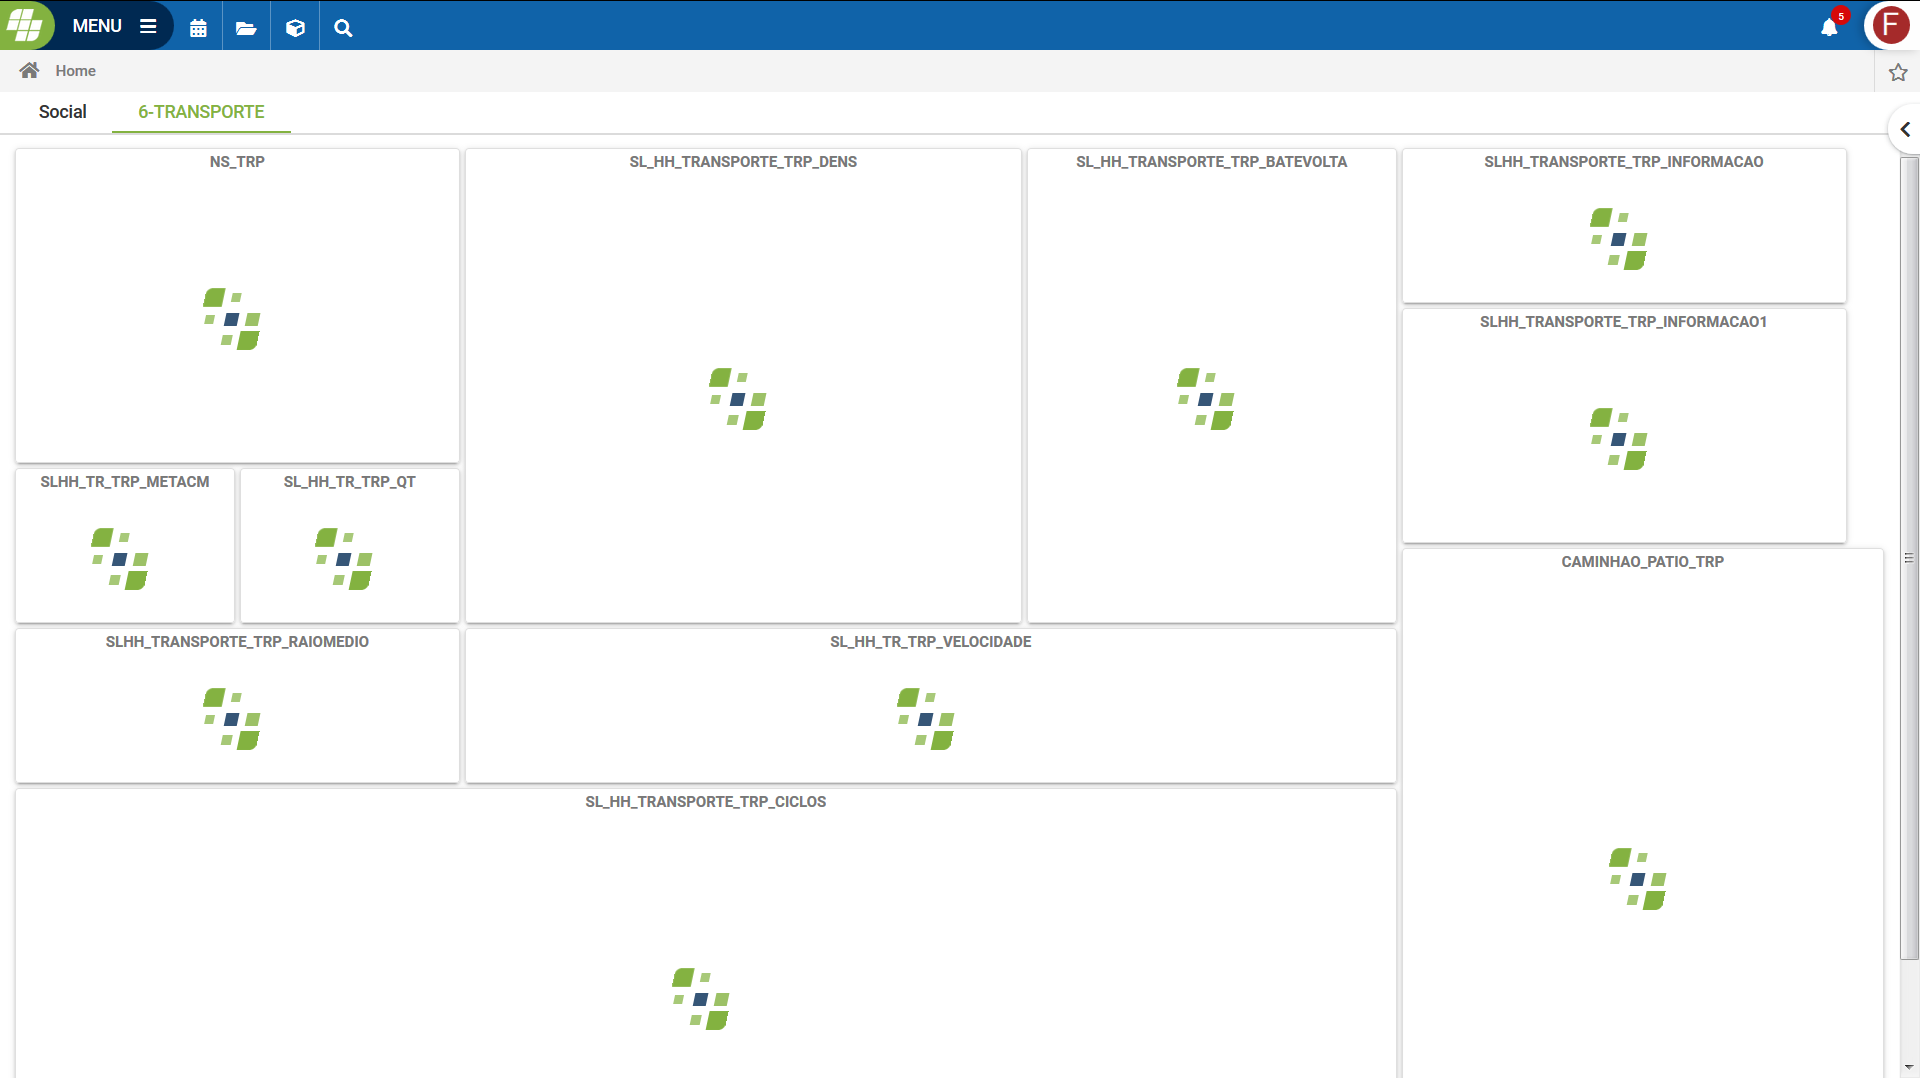 MENU
5
F
Home
Social
6-TRANSPORTE
NS_TRP
SL_HH_TRANSPORTE_TRP_DENS
SL_HH_TRANSPORTE_TRP_BATEVOLTA
SLHH_TRANSPORTE_TRP_INFORMACAO
SLHH_TRANSPORTE_TRP_INFORMACAO1
SLHH_TR_TRP_METACM
SL_HH_TR_TRP_QT
CAMINHAO_PATIO_TRP
SLHH_TRANSPORTE_TRP_RAIOMEDIO
SL_HH_TR_TRP_VELOCIDADE
SL_HH_TRANSPORTE_TRP_CICLOS